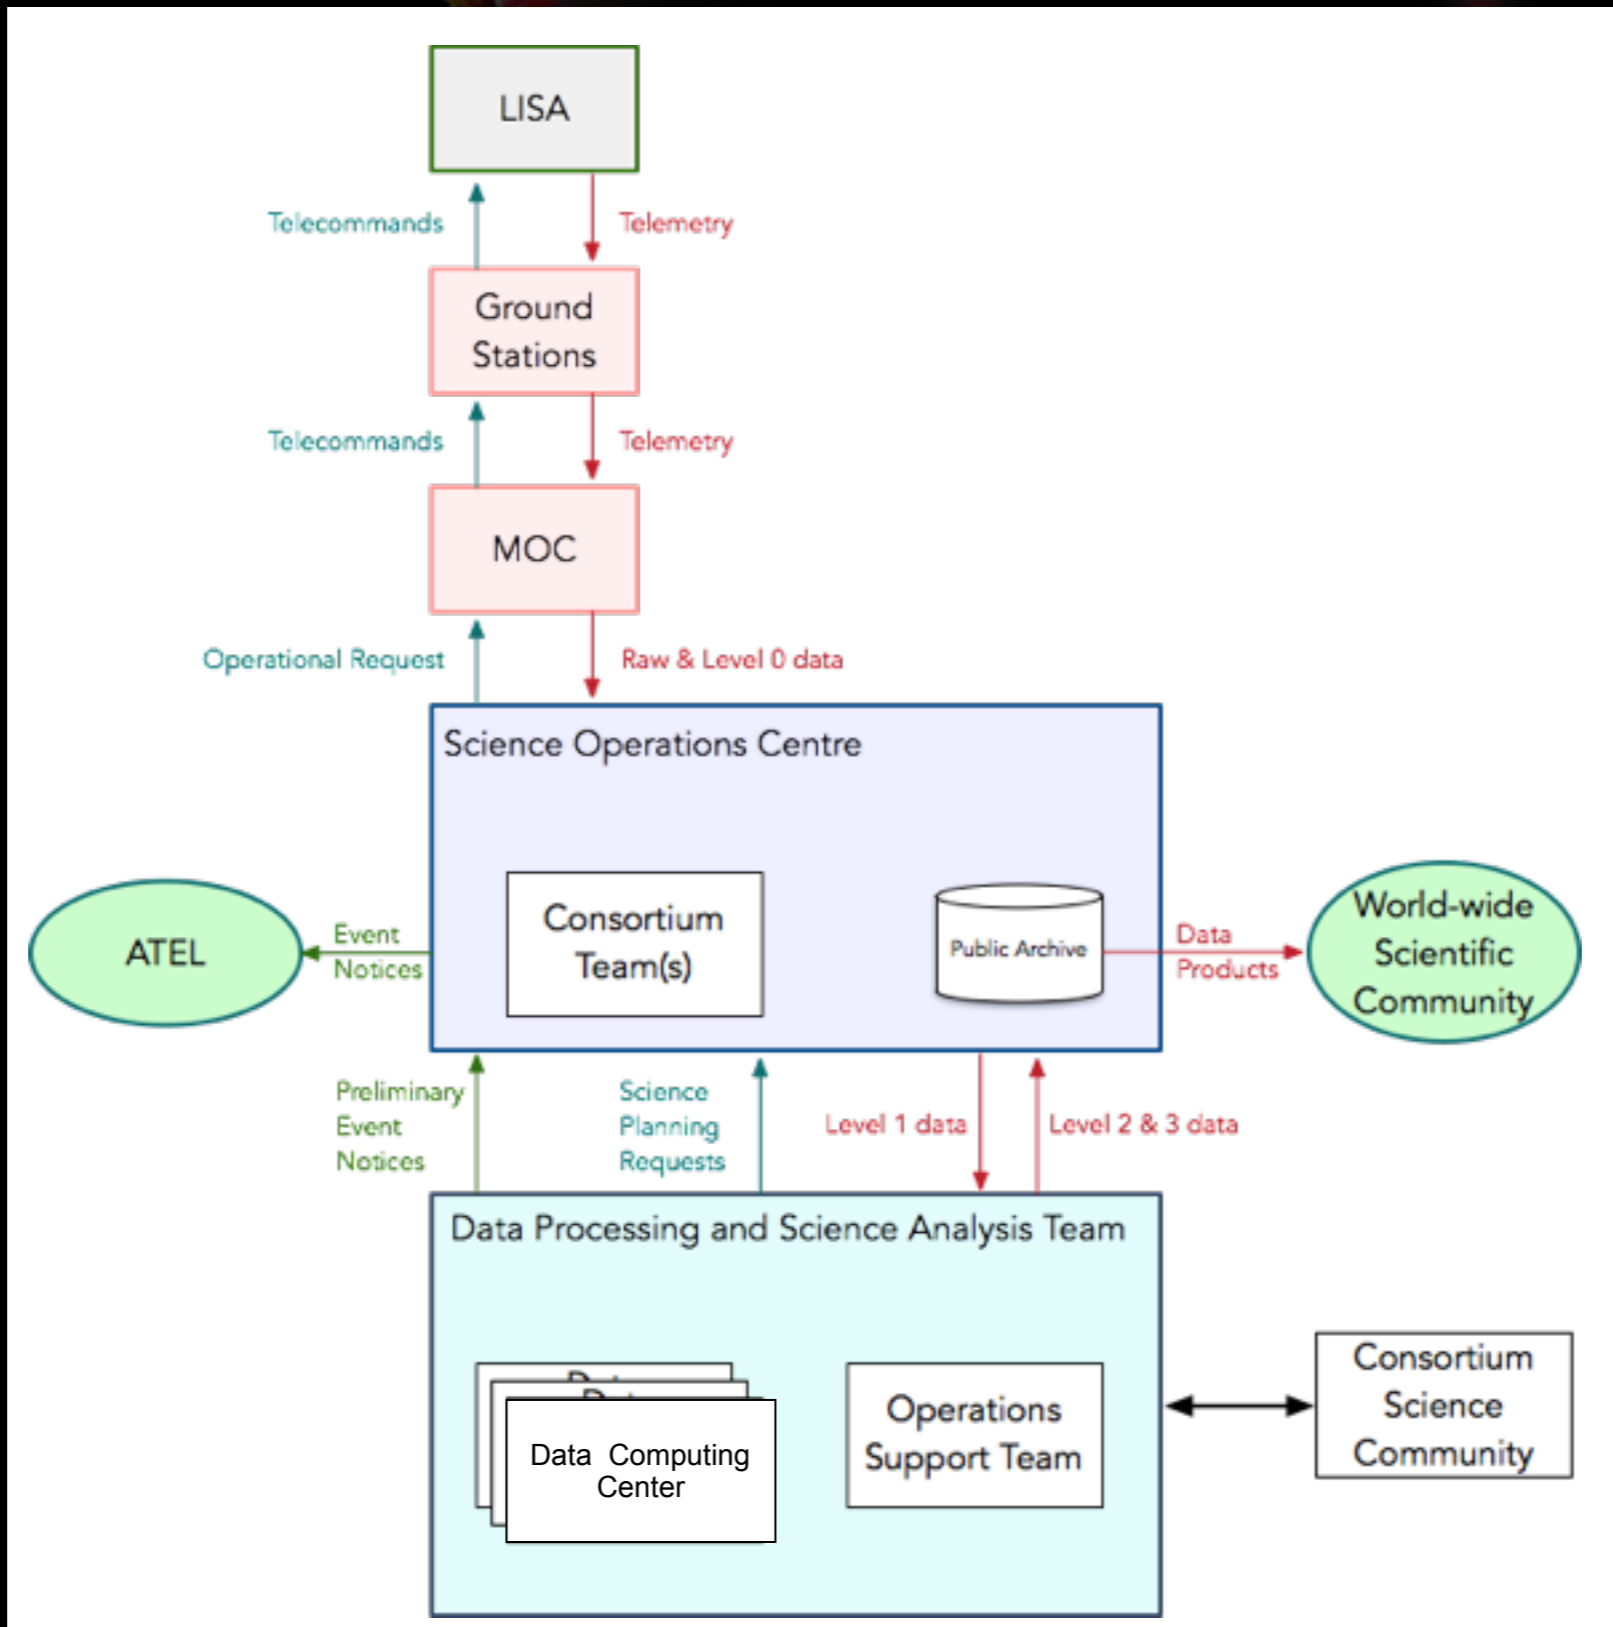 LISA
Telecommands
Telemetry
Ground
Stations
Telecommands
Telemetry
MOC
Operational Request
Raw & Level 0 data
Science Operations Centre
Consortium
Team(s)
Public Archive
Event
Notices
ATEL
Data
Products
World-wide
Scientific
Community
Preliminary
Event
Notices
Science
Planning
Requests
Level 1 data
Level 2 & 3 data
Data Processing and Science Analysis Team
Data Computing
Center
Operations
Support Team
Consortium
Science
Community